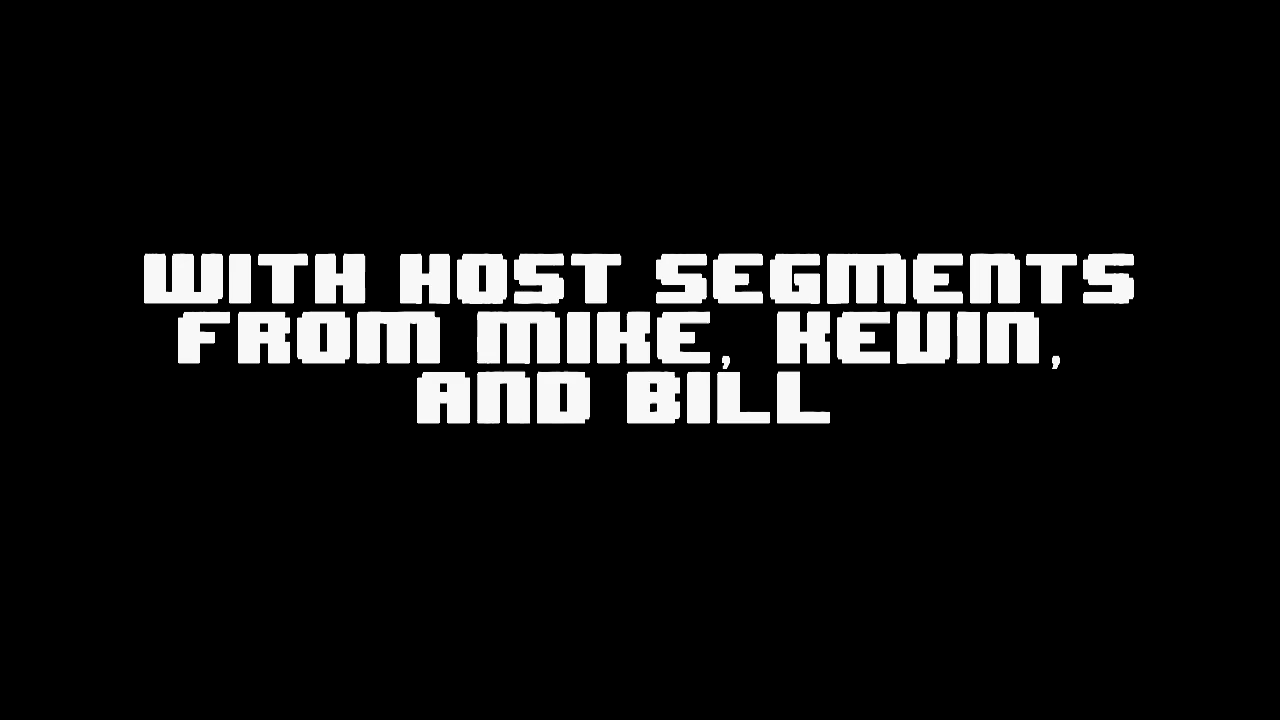 WITH HOST SEGMENTS
FROM MIKE, KEVIN,
AND BILL